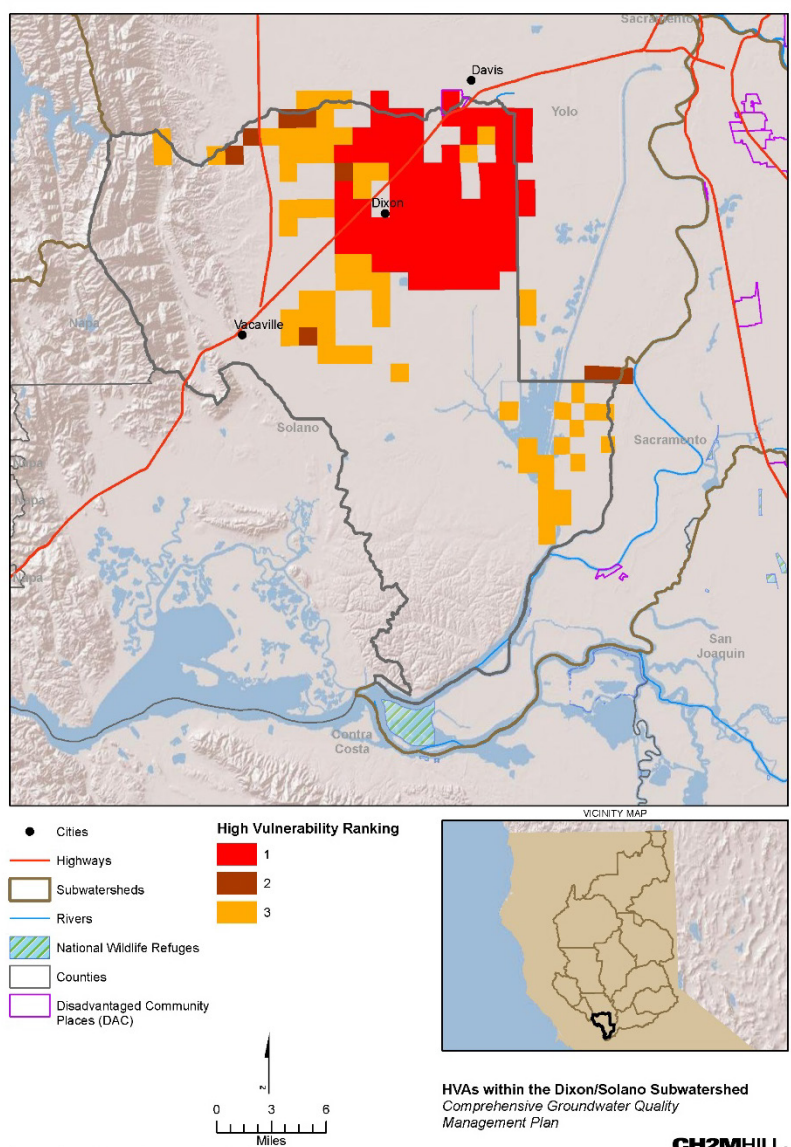 Sacramento
Davis
Yolo
Dixon
Vacaville
Napa
Solano
Sacramento
Napa
Napa
Napa
San
Joaquin
Contra
Costa
VICINITY MAP
Cities
Highways
Subwatersheds
Rivers
National Wildlife Refuges
Counties
Disadvantaged Community
Places (DAC)
High Vulnerability Ranking
1
2
3
N
0 3 6
Miles
HVAs within the Dixon/Solano Subwatershed
Comprehensive Groundwater Quality
Management Plan
CH2MHILL